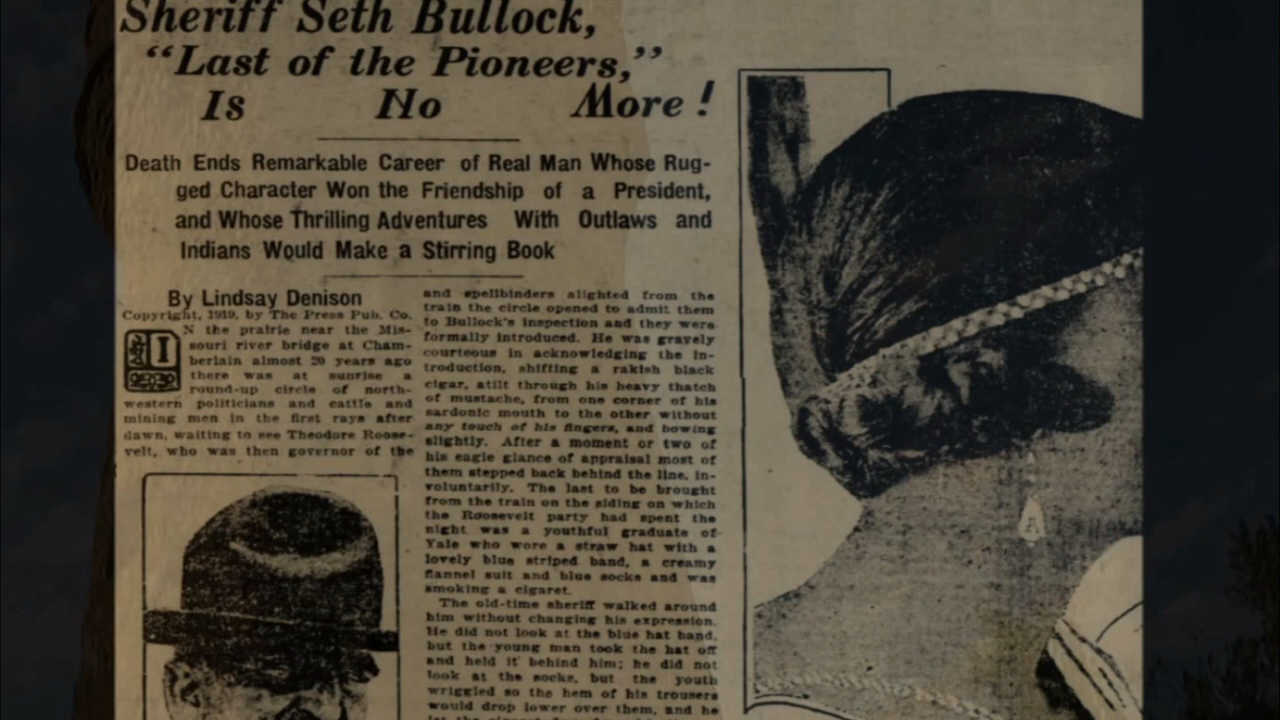 Sheriff Seth Bullock,
“Last of the Pioneers,”
Is No More!
Death Ends Remarkable Career of Real Man Whose Rug-
ged Character Won the Friendship of a President,
and Whose Thrilling Adventures With Outlaws and
Indians Would Make a Stirring Book
By Lindsay Denison
Copyright, 1919, by The Press Pub. Co.
IN the prairie near the Mis-
souri river bridge at Cham-
berlain almost 20 years ago
there was at sunrise a
round-up circle of north-
western politicians and cattle and
mining men in the first rays after
dawn, waiting to see Theodore Roose-
velt, who was then governor of the
and spellbinders alighted from the
train the circle opened to admit them
to Bullock's inspection and they were
formally introduced. He was gravely
courteous in acknowledging the in-
troduction, shifting a rakish black
cigar, atilt through his heavy thatch
of mustache, from one corner of his
sardonic mouth to the other without
any touch of his fingers, and bowing
slightly. After a moment or two of
his eagle glance of appraisal most of
them stepped back behind the line, in-
voluntarily. The last to be brought
from the train on the siding on which
the Roosevelt party had spent the
night was a youthful graduate of
Yale who wore a straw hat with a
lovely blue striped band, a creamy
flannel suit and blue socks and was
smoking a cigaret.
The old-time sheriff walked around
him without changing his expression.
He did not look at the blue hat band,
but the young man took the hat off
and held it behind him; he did not
look at the socks, but the youth
wriggled so the hem of his trousers
would drop lower over them, and he